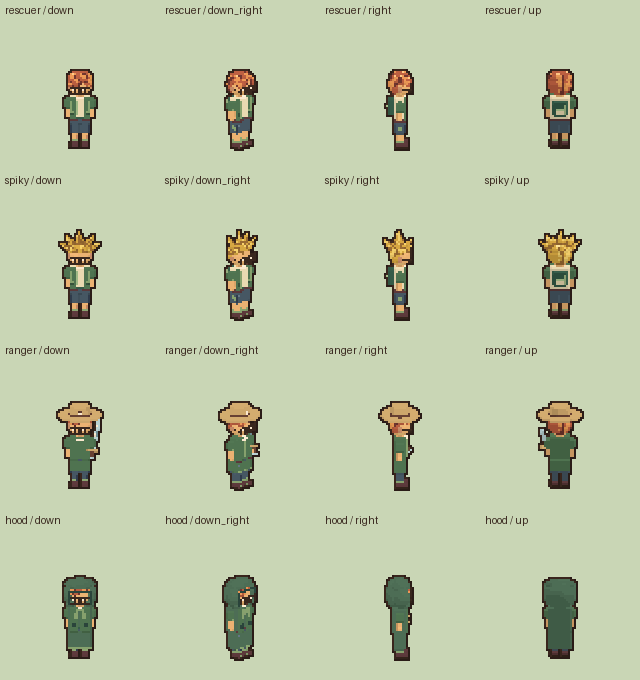 rescuer / down
rescuer / down_right
rescuer / right
rescuer / up
spiky / down
spiky / down_right
spiky / right
spiky / up
ranger / down
ranger / down_right
ranger / right
ranger / up
hood / down
hood / down_right
hood / right
hood / up